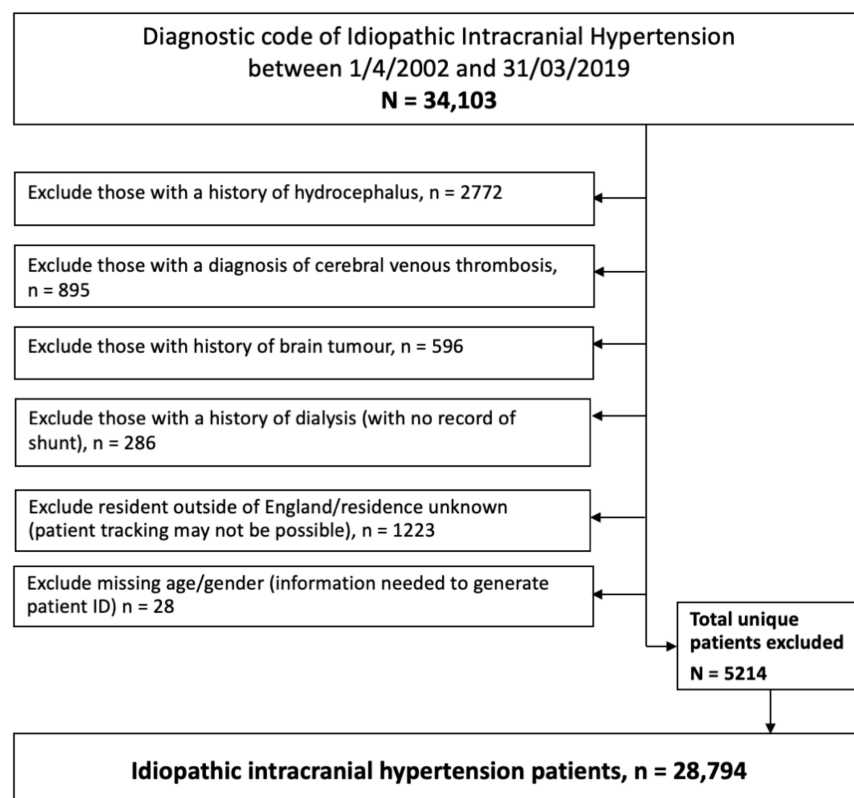 Diagnostic code of Idiopathic Intracranial Hypertension
between 1/4/2002 and 31/03/2019
N = 34,103
Exclude those with a history of hydrocephalus, n = 2772
Exclude those with a diagnosis of cerebral venous thrombosis,
n = 895
Exclude those with history of brain tumour, n = 596
Exclude those with a history of dialysis (with no record of
shunt), n = 286
Exclude resident outside of England/residence unknown
(patient tracking may not be possible), n = 1223
Exclude missing age/gender (information needed to generate
patient ID) n = 28
Total unique
patients excluded
N = 5214
Idiopathic intracranial hypertension patients, n = 28,794